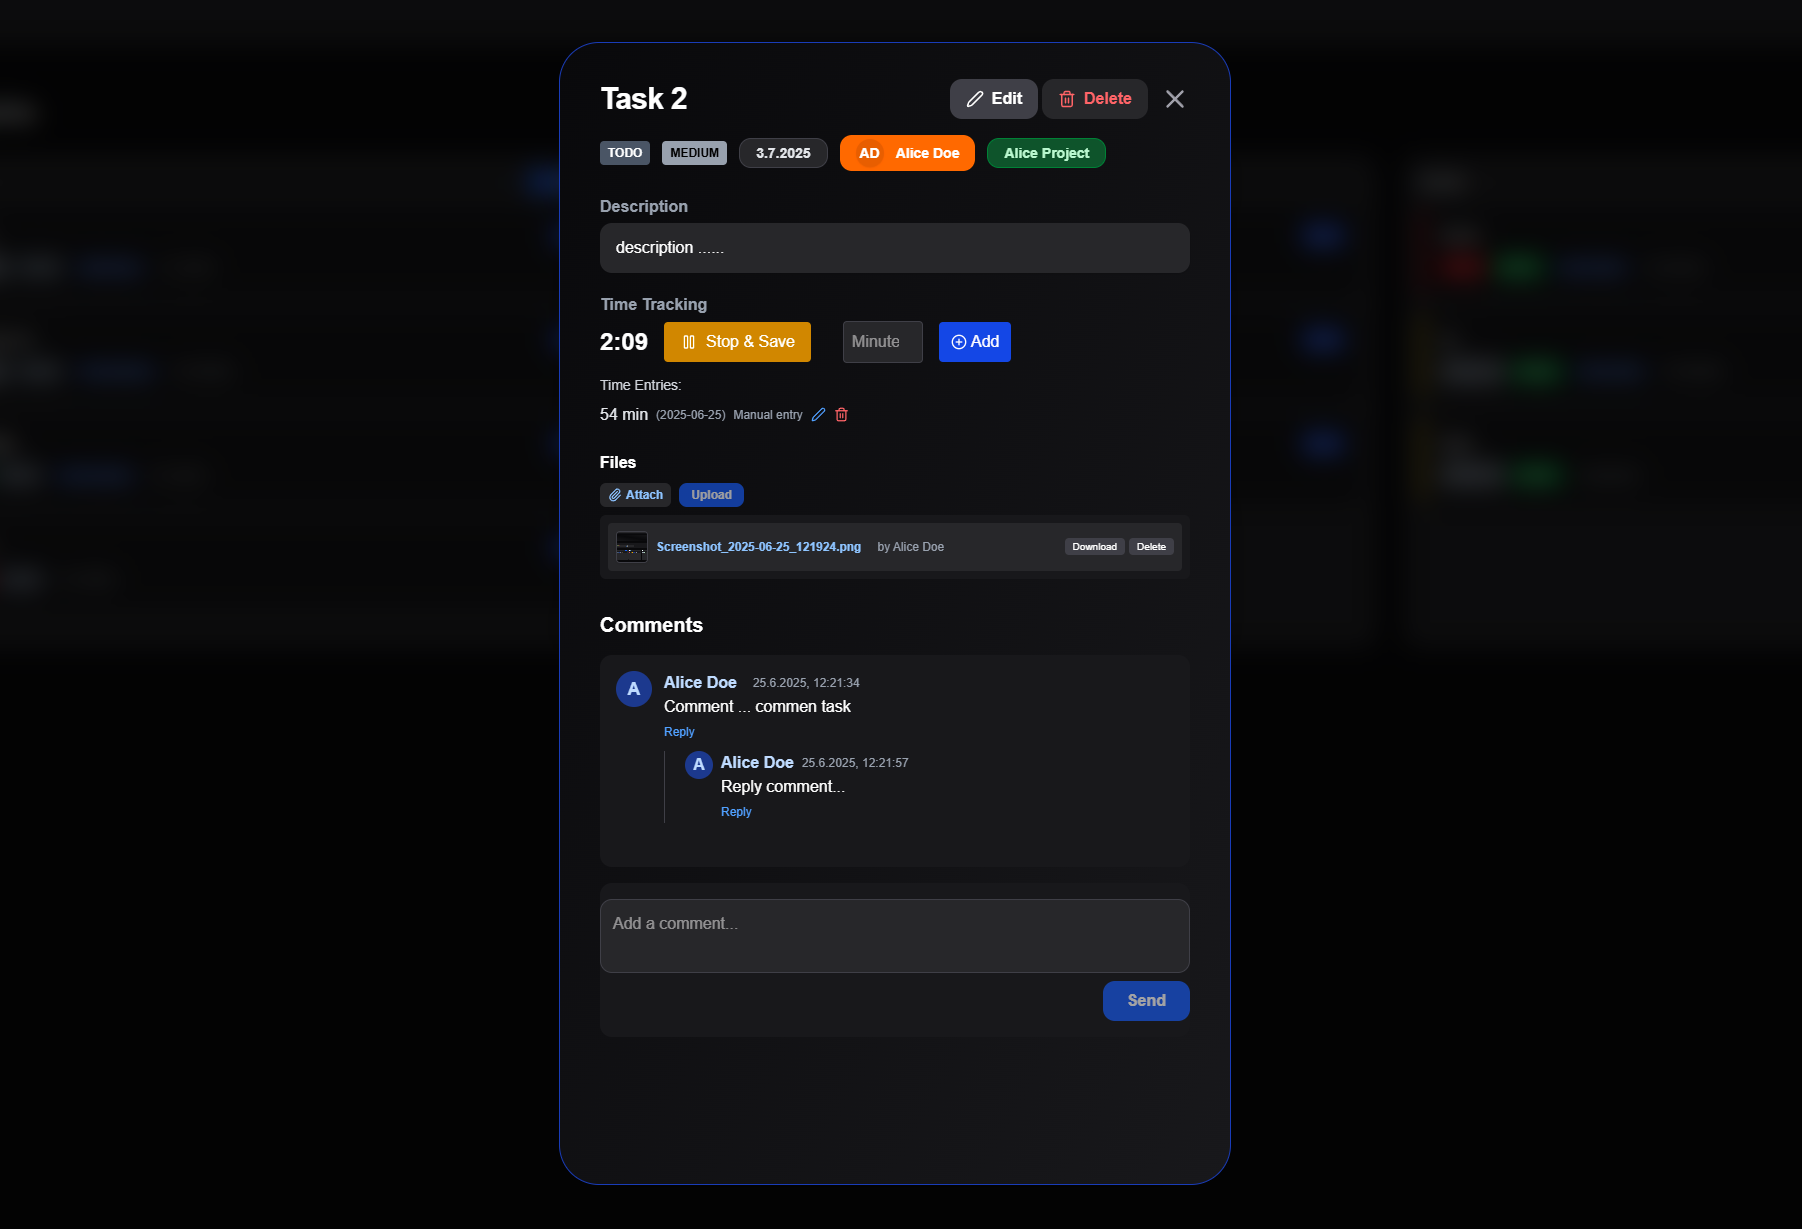 Task 2 Edit Delete
TODO MEDIUM 3.7.2025 AD Alice Doe Alice Project
Description
description ......
Time Tracking
2:09 Stop & Save Minute Add
Time Entries:
54 min (2025-06-25) Manual entry
Files
Attach Upload
Screenshot_2025-06-25_121924.png by Alice Doe Download Delete
Comments
A Alice Doe 25.6.2025, 12:21:34
Comment ... commen task
Reply
A Alice Doe 25.6.2025, 12:21:57
Reply comment...
Reply
Add a comment...
Send